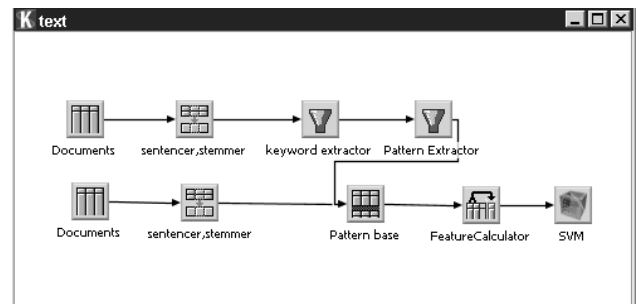 K text
Documents
sentencer,stemmer
keyword extractor
Pattern Extractor
Documents
sentencer,stemmer
Pattern base
FeatureCalculator
SVM